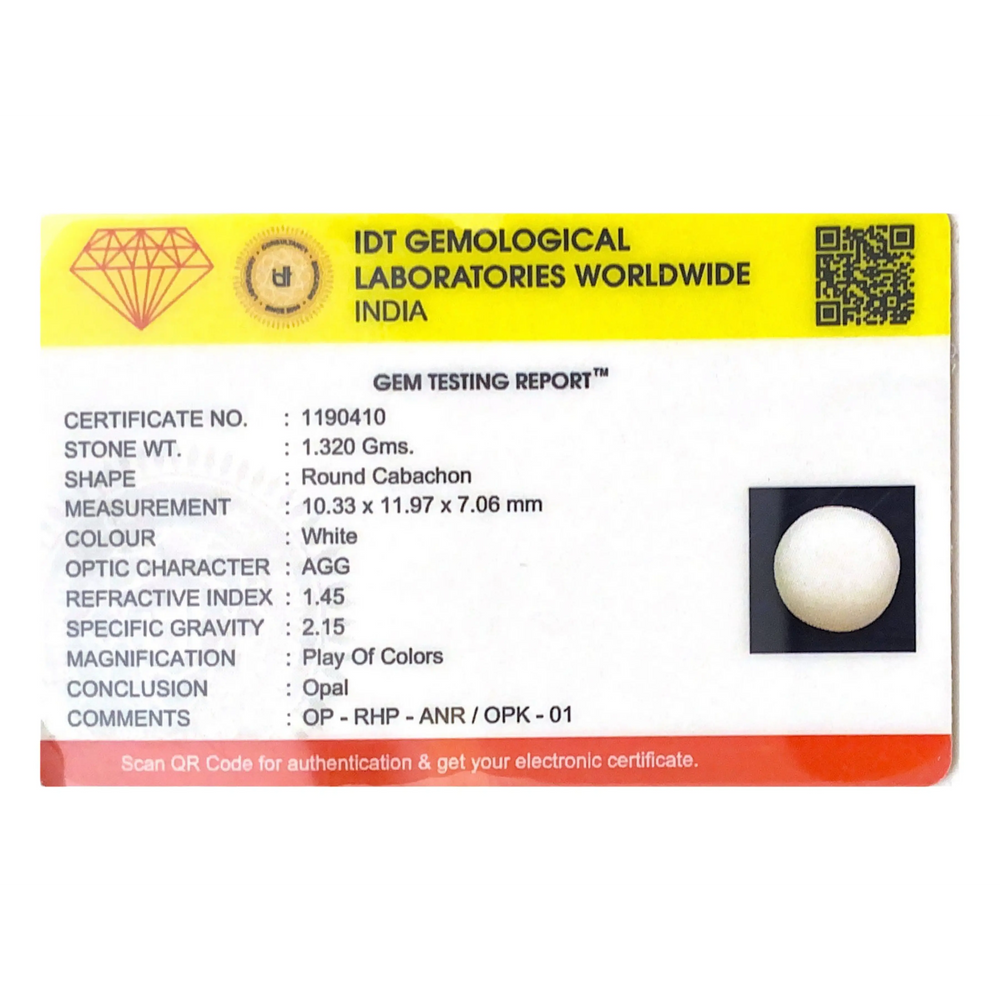 IDT GEMOLOGICAL
LABORATORIES WORLDWIDE
INDIA
GEM TESTING REPORT™
CERTIFICATE NO. : 1190410
STONE WT. : 1.320 Gms.
SHAPE : Round Cabachon
MEASUREMENT : 10.33 x 11.97 x 7.06 mm
COLOUR : White
OPTIC CHARACTER : AGG
REFRACTIVE INDEX : 1.45
SPECIFIC GRAVITY : 2.15
MAGNIFICATION : Play Of Colors
CONCLUSION : Opal
COMMENTS : OP - RHP - ANR / OPK - 01
Scan QR Code for authentication & get your electronic certificate.